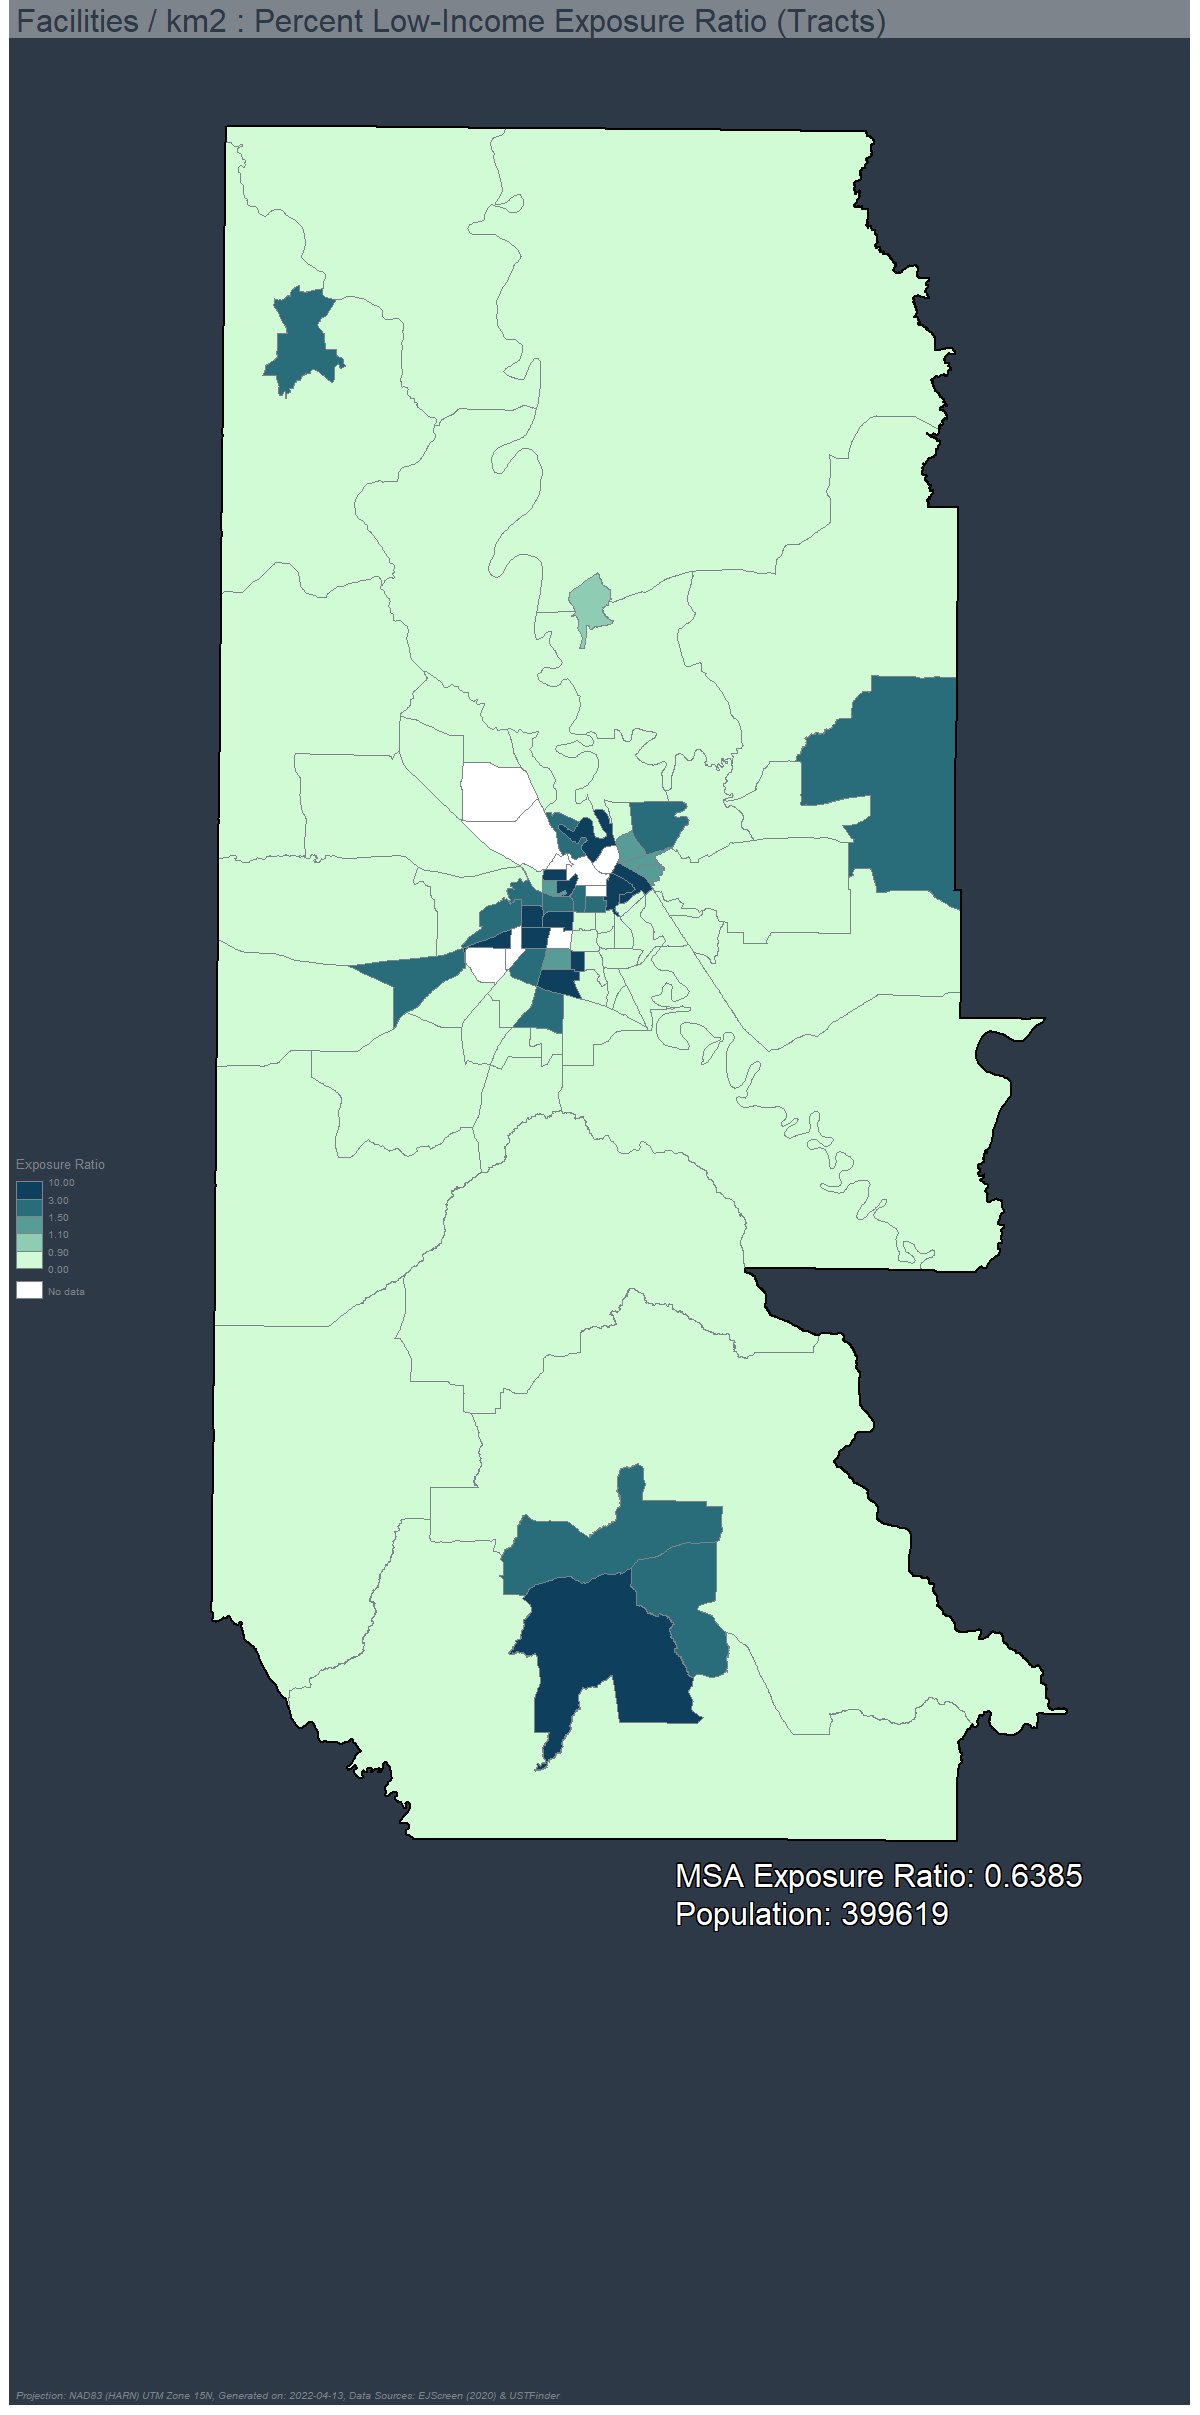 Facilities / km2 : Percent Low-Income Exposure Ratio (Tracts)
Exposure Ratio
10.00
3.00
1.50
1.10
0.90
0.00
No data
MSA Exposure Ratio: 0.6385
Population: 399619
Projection: NAD83 (HARN) UTM Zone 15N, Generated on: 2022-04-13, Data Sources: EJScreen (2020) & USTFinder